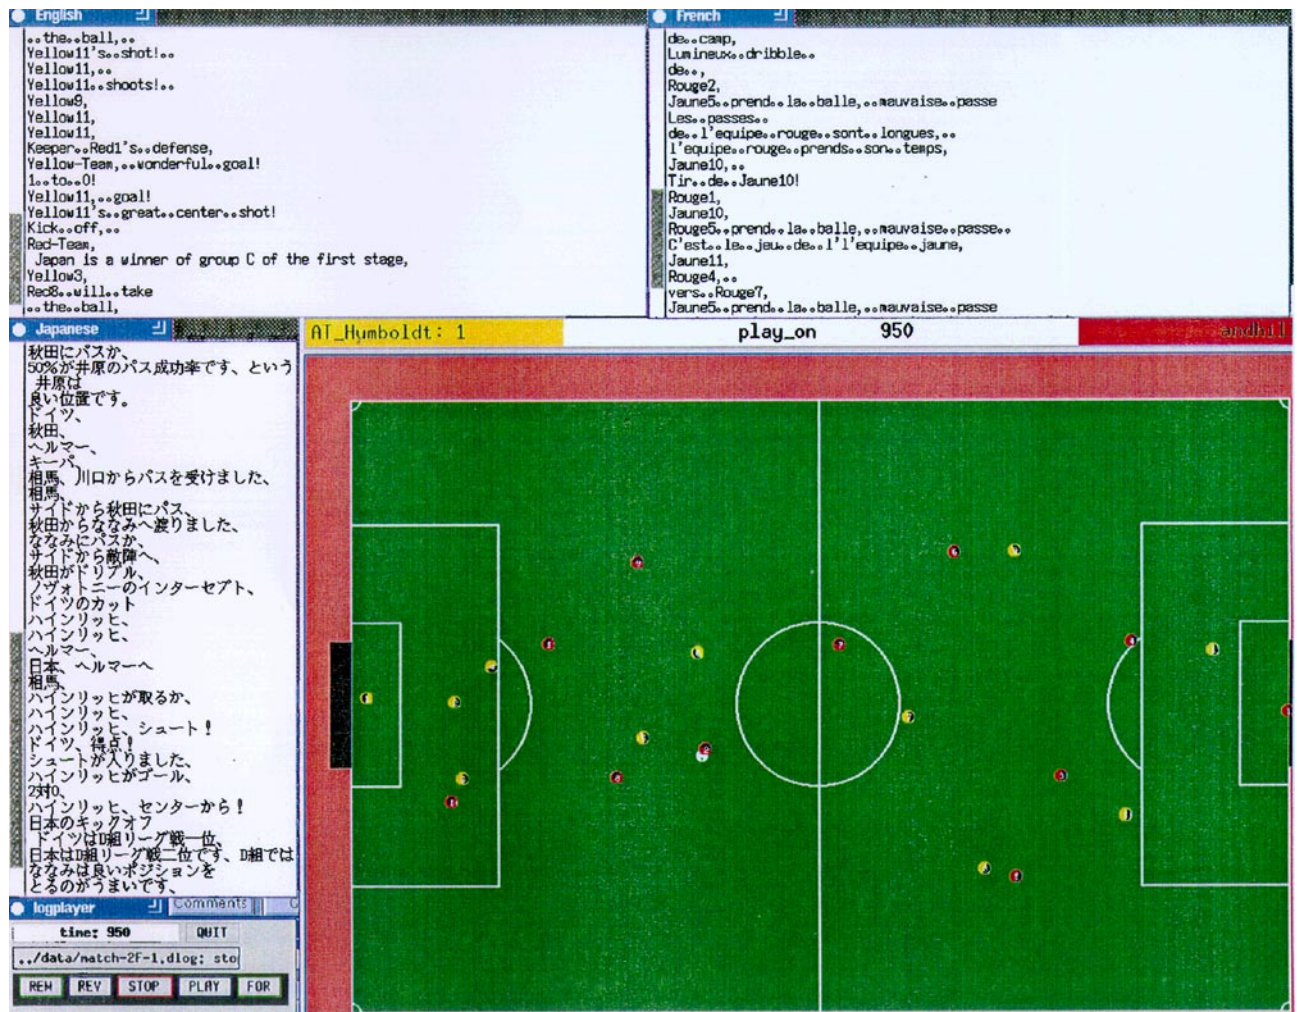 English
..the..ball,..
Yellow11's..shot!..
Yellow11,..
Yellow11..shoots!..
Yellow9,
Yellow11,
Yellow11,
Keeper..Red1's..defense,
Yellow-Team,..wonderful..goal!
1..to..0!
Yellow11,..goal!
Yellow11's..great..center..shot!
Kick..off,..
Red-Team,
Japan is a winner of group C of the first stage,
Yellow3,
Red8..will..take
..the..ball,
French
de..camp,
Lumineux..dribble..
de..,
Rouge2,
Jaune5..prend..la..balle,..mauvaise..passe
Les..passes..
de..l'equipe..rouge..sont..longues,..
l'equipe..rouge..prends..son..temps,
Jaune10,..
Tir..de..Jaune10!
Rouge1,
Jaune10,
Rouge5..prend..la..balle,..mauvaise..passe..
C'est..le..jeu..de..l'l'equipe..jaune,
Jaune11,
Rouge4,..
vers..Rouge7,
Jaune5..prend..la..balle,..mauvaise..passe
Japanese
秋田にパスか、
50%が井原のパス成功率です、という
井原は
良い位置です。
ドイツ、
秋田、
ヘルマー、
キーパ、
相馬、川口からパスを受けました、
相馬、
サイドから秋田にパス、
秋田からななみへ渡りました、
ななみにパスか、
サイドから敵陣へ、
秋田がドリブル、
ノヴォトニーのインターセプト、
ドイツのカット
ハインリッヒ、
ハインリッヒ、
ヘルマー、
日本、ヘルマーへ
相馬、
ハインリッヒが取るか、
ハインリッヒ、
ハインリッヒ、シュート！
ドイツ、得点！
シュートが入りました、
ハインリッヒがゴール、
2対0、
ハインリッヒ、センターから！
日本のキックオフ
ドイツはD組リーグ戦一位、
日本はD組リーグ戦二位です、D組では
ななみは良いポジションを
とるのがうまいです、
AT_Humboldt: 1
play_on 950
andhil
logplayer
Comments
C
time: 950
QUIT
../data/match-2F-1.dlog: sto
REW REV STOP PLAY FOR